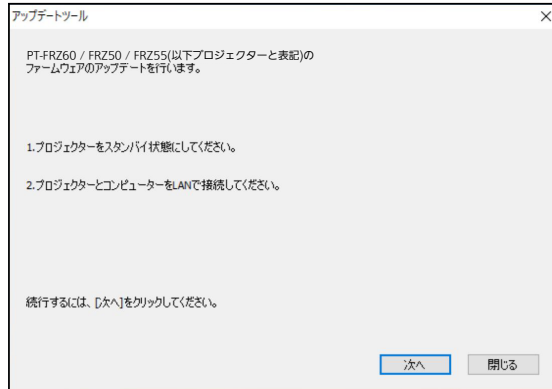 アップデートツール
PT-FRZ60 / FRZ50 / FRZ55(以下プロジェクターと表記)の
ファームウェアのアップデートを行います。
1.プロジェクターをスタンバイ状態にしてください。
2.プロジェクターとコンピューターをLANで接続してください。
続行するには、[次へ]をクリックしてください。
次へ
閉じる